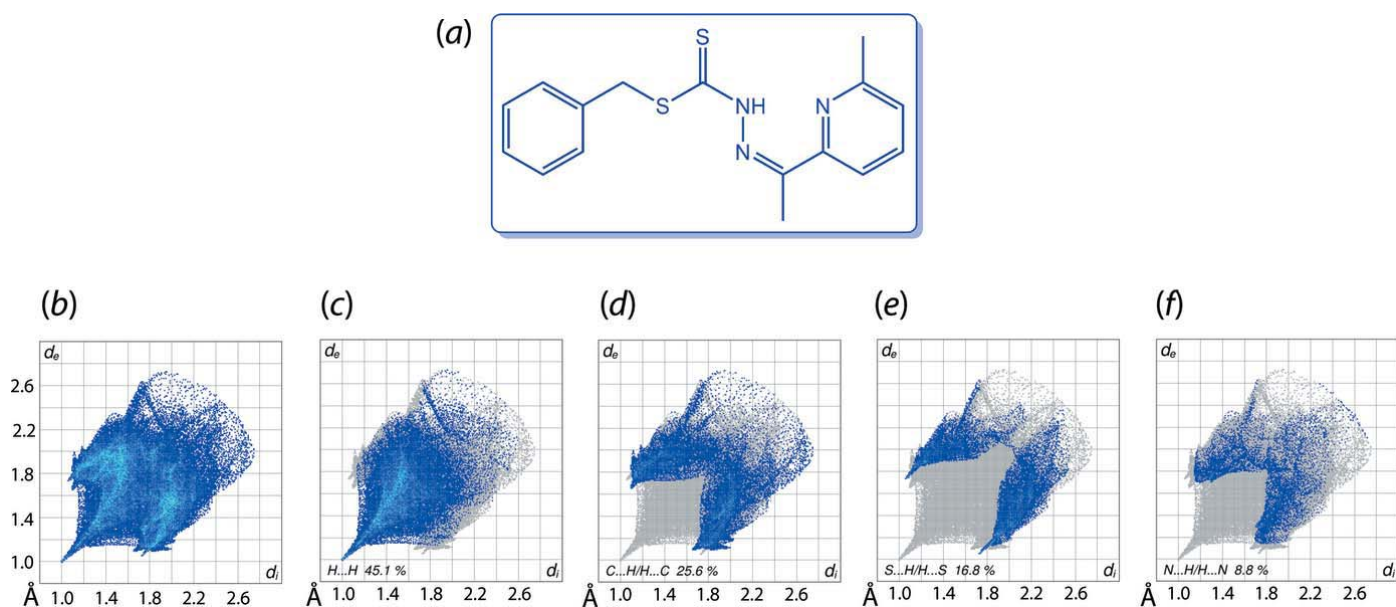 (a)
S
S
NH
N
N
(b)
(c)
(d)
(e)
(f)
de
2.6
2.2
1.8
1.4
1.0
di
Å
1.0 1.4 1.8 2.2 2.6
de
H...H 45.1 %
di
Å
1.0 1.4 1.8 2.2 2.6
de
C...H/H...C 25.6 %
di
Å
1.0 1.4 1.8 2.2 2.6
de
S...H/H...S 16.8 %
di
Å
1.0 1.4 1.8 2.2 2.6
de
N...H/H...N 8.8 %
di
Å
1.0 1.4 1.8 2.2 2.6